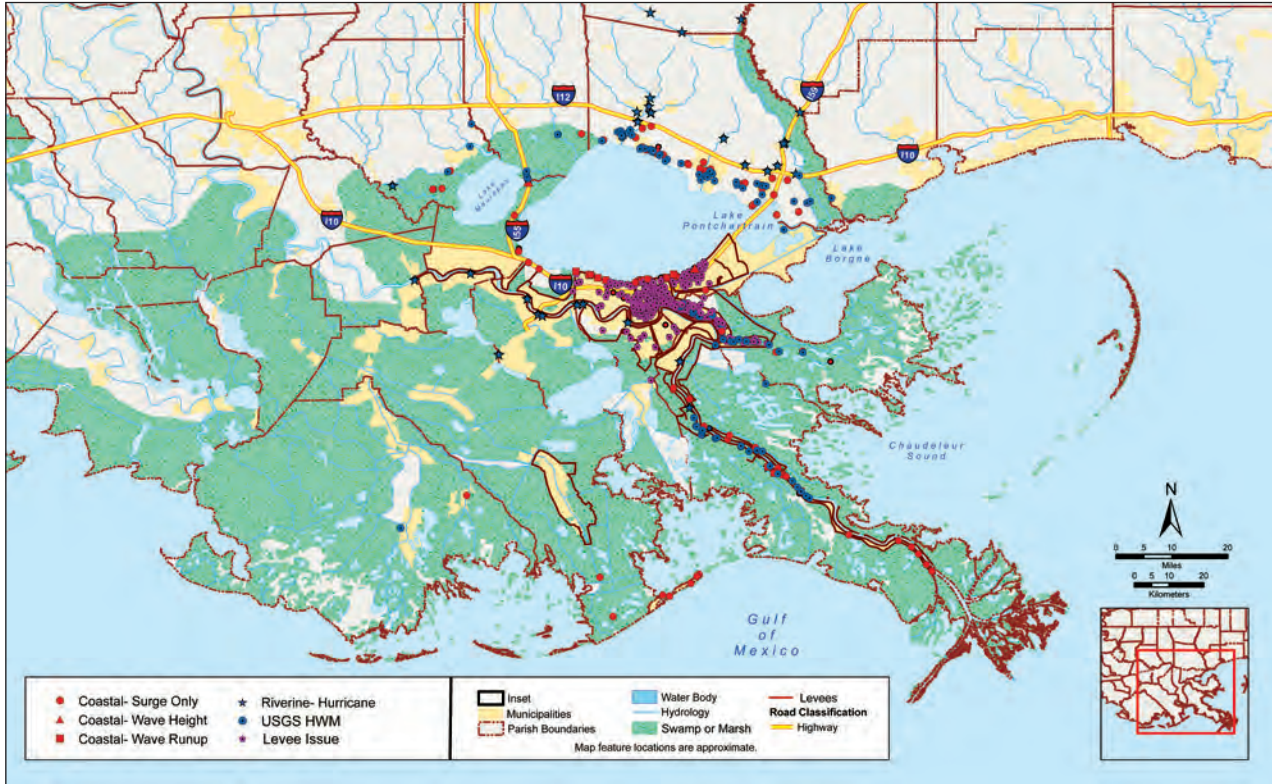 I12
I59
I10
I10
Lake
Maurepas
I55
Lake
Pontchartrain
Lake
Borgne
I10
Chaudeleur
Sound
N
0 5 10 20
Miles
0 5 10 20
Kilometers
Gulf
of
Mexico
Coastal- Surge Only
Coastal- Wave Height
Coastal- Wave Runup
Riverine- Hurricane
USGS HWM
Levee Issue
Inset
Municipalities
Parish Boundaries
Water Body
Hydrology
Swamp or Marsh
Levees
Road Classification
Highway
Map feature locations are approximate.